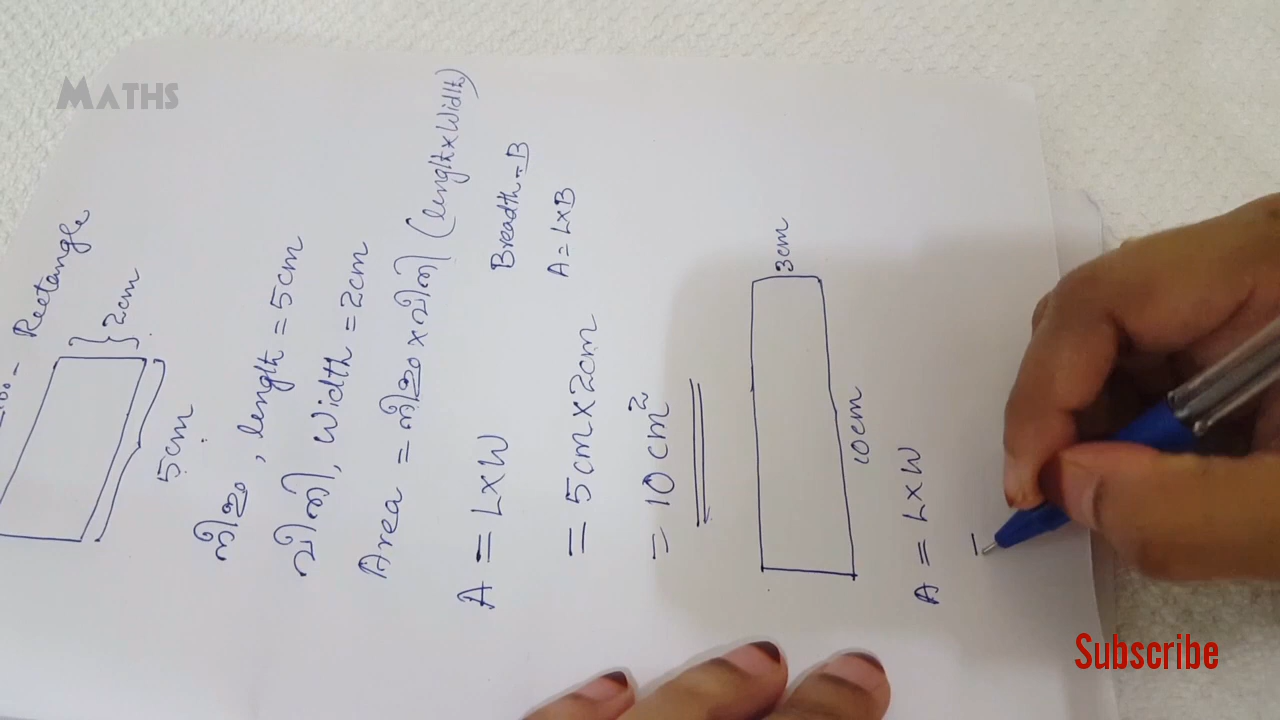 MATHS
- Rectangle
2cm
5cm
നീളം, length = 5cm
വീതി, Width = 2cm
Area = നീളം x വീതി (length x Width)
A = L x W
Breadth - B
A = L x B
= 5cm x 2cm
= 10 cm²
3cm
10cm
A = L x W
Subscribe